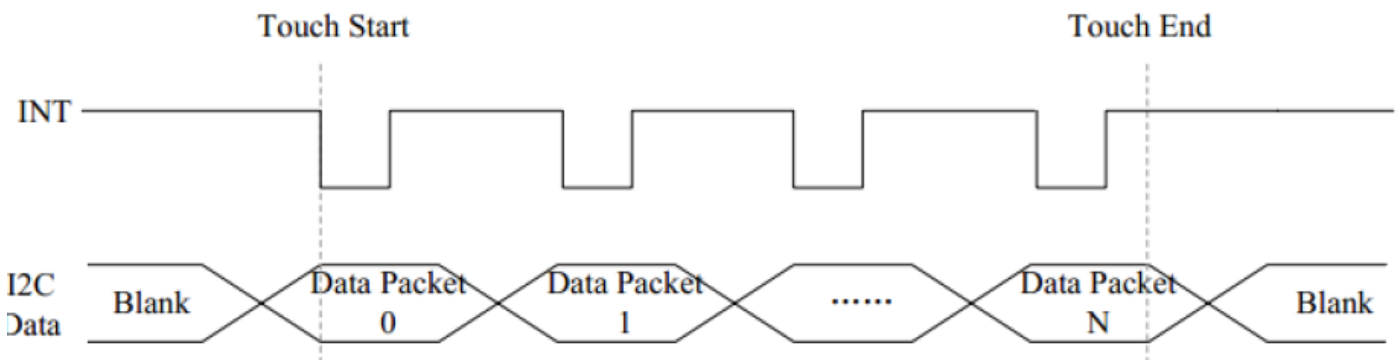 Touch Start
Touch End
INT
I2C
Data
Blank
Data Packet
0
Data Packet
1
......
Data Packet
N
Blank